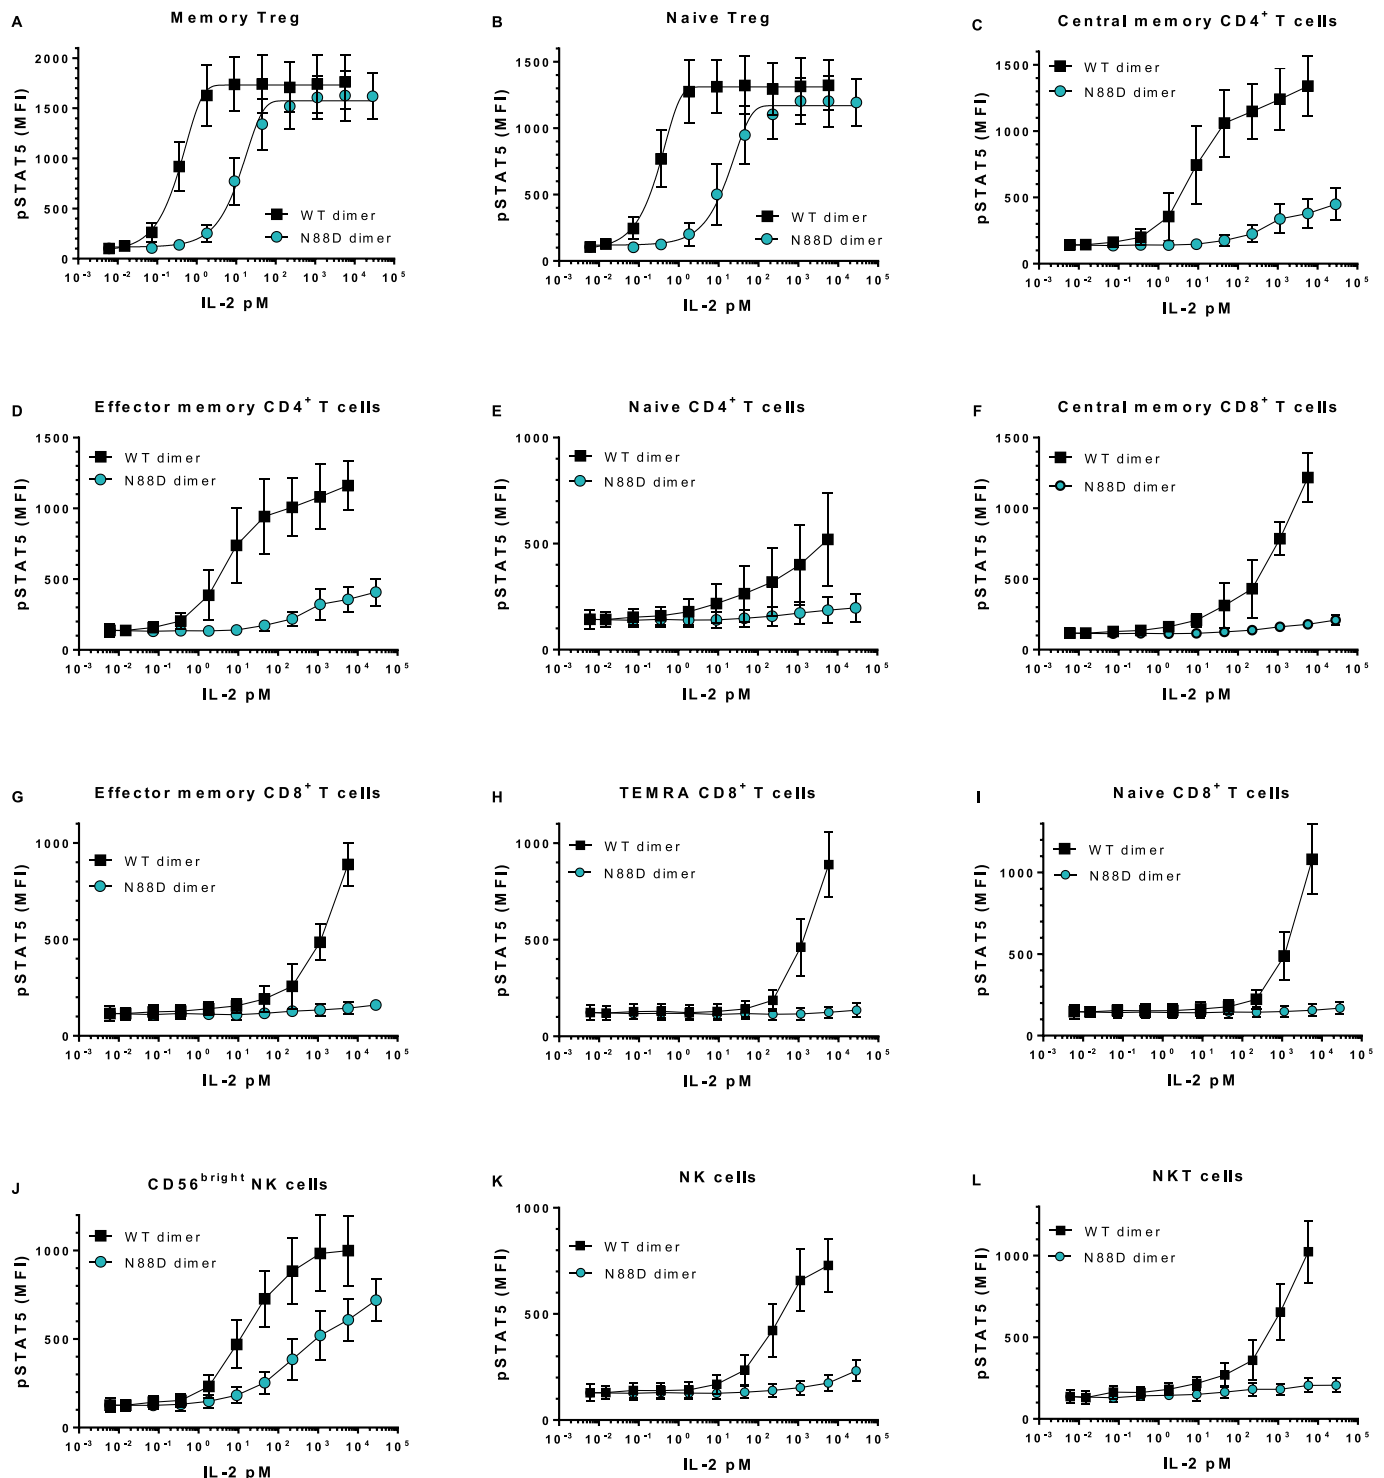 A
Memory Treg
pSTAT5 (MFI)
2000
1500
1000
500
0
WT dimer
N88D dimer
10⁻³ 10⁻² 10⁻¹ 10⁰ 10¹ 10² 10³ 10⁴ 10⁵
IL-2 pM
B
Naive Treg
pSTAT5 (MFI)
1500
1000
500
0
WT dimer
N88D dimer
10⁻³ 10⁻² 10⁻¹ 10⁰ 10¹ 10² 10³ 10⁴ 10⁵
IL-2 pM
C
Central memory CD4⁺ T cells
pSTAT5 (MFI)
1500
1000
500
0
WT dimer
N88D dimer
10⁻³ 10⁻² 10⁻¹ 10⁰ 10¹ 10² 10³ 10⁴ 10⁵
IL-2 pM
D
Effector memory CD4⁺ T cells
pSTAT5 (MFI)
1500
1000
500
0
WT dimer
N88D dimer
10⁻³ 10⁻² 10⁻¹ 10⁰ 10¹ 10² 10³ 10⁴ 10⁵
IL-2 pM
E
Naive CD4⁺ T cells
pSTAT5 (MFI)
1000
500
0
WT dimer
N88D dimer
10⁻³ 10⁻² 10⁻¹ 10⁰ 10¹ 10² 10³ 10⁴ 10⁵
IL-2 pM
F
Central memory CD8⁺ T cells
pSTAT5 (MFI)
1500
1000
500
0
WT dimer
N88D dimer
10⁻³ 10⁻² 10⁻¹ 10⁰ 10¹ 10² 10³ 10⁴ 10⁵
IL-2 pM
G
Effector memory CD8⁺ T cells
pSTAT5 (MFI)
1000
500
0
WT dimer
N88D dimer
10⁻³ 10⁻² 10⁻¹ 10⁰ 10¹ 10² 10³ 10⁴ 10⁵
IL-2 pM
H
TEMRA CD8⁺ T cells
pSTAT5 (MFI)
1000
500
0
WT dimer
N88D dimer
10⁻³ 10⁻² 10⁻¹ 10⁰ 10¹ 10² 10³ 10⁴ 10⁵
IL-2 pM
I
Naive CD8⁺ T cells
pSTAT5 (MFI)
1000
500
0
WT dimer
N88D dimer
10⁻³ 10⁻² 10⁻¹ 10⁰ 10¹ 10² 10³ 10⁴ 10⁵
IL-2 pM
J
CD56ᵇʳⁱᵍʰᵗ NK cells
pSTAT5 (MFI)
1000
500
0
WT dimer
N88D dimer
10⁻³ 10⁻² 10⁻¹ 10⁰ 10¹ 10² 10³ 10⁴ 10⁵
IL-2 pM
K
NK cells
pSTAT5 (MFI)
1000
500
0
WT dimer
N88D dimer
10⁻³ 10⁻² 10⁻¹ 10⁰ 10¹ 10² 10³ 10⁴ 10⁵
IL-2 pM
L
NKT cells
pSTAT5 (MFI)
1000
500
0
WT dimer
N88D dimer
10⁻³ 10⁻² 10⁻¹ 10⁰ 10¹ 10² 10³ 10⁴ 10⁵
IL-2 pM